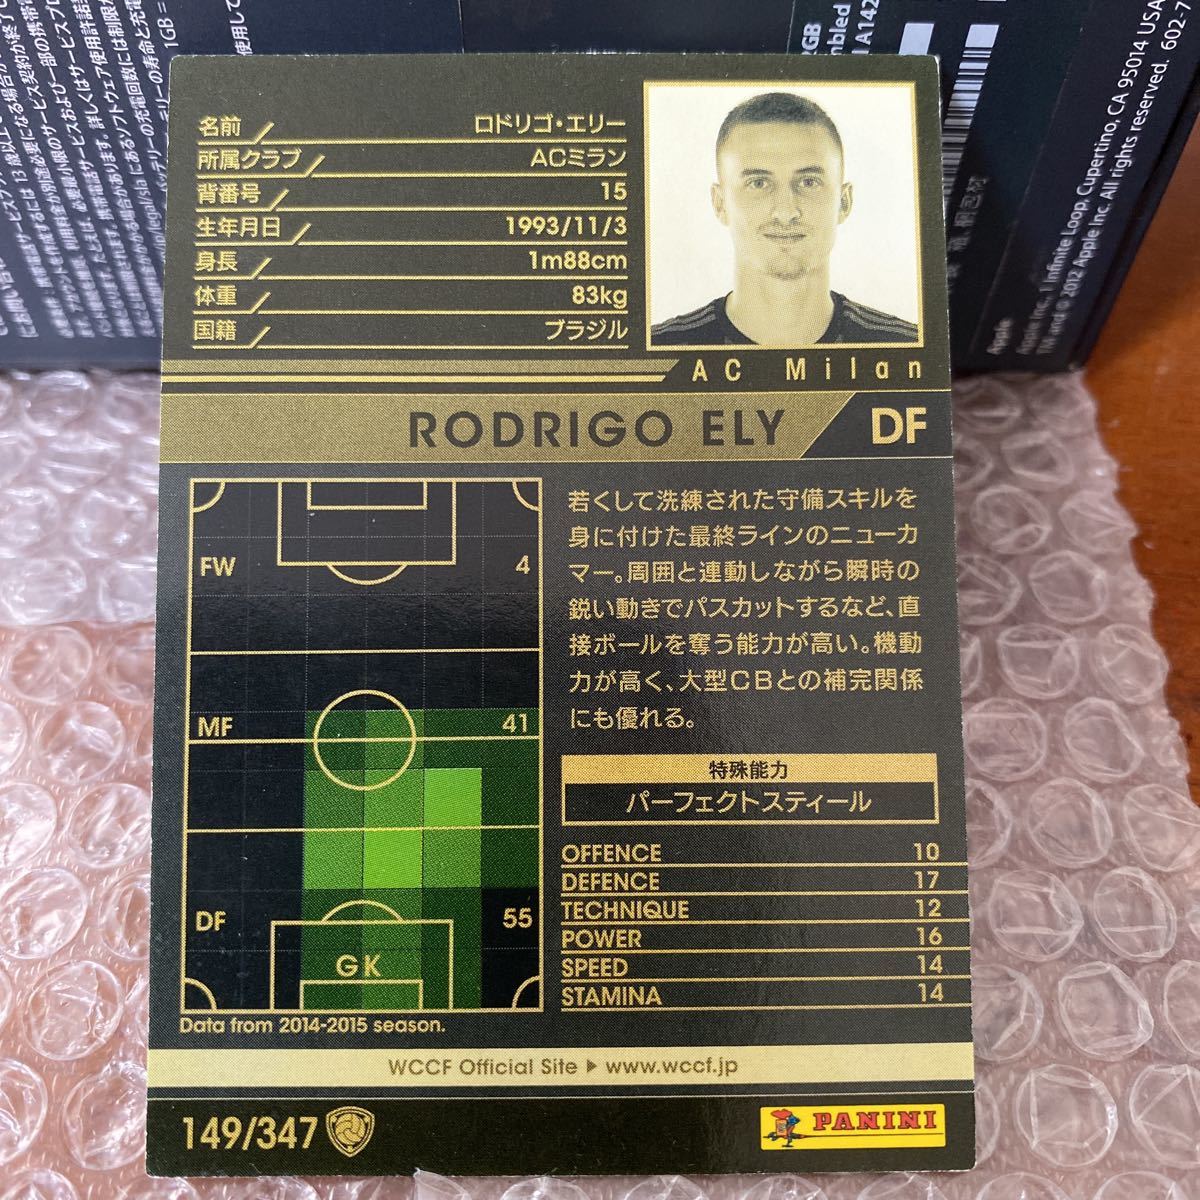 名前 ロドリゴ・エリー
所属クラブ ACミラン
背番号 15
生年月日 1993/11/3
身長 1m88cm
体重 83kg
国籍 ブラジル
AC Milan
RODRIGO ELY DF
FW 4
MF 41
DF 55
GK
Data from 2014-2015 season.
若くして洗練された守備スキルを
身に付けた最終ラインのニューカ
マー。周囲と連動しながら瞬時の
鋭い動きでパスカットするなど、直
接ボールを奪う能力が高い。機動
力が高く、大型CBとの補完関係
にも優れる。
特殊能力
パーフェクトスティール
OFFENCE 10
DEFENCE 17
TECHNIQUE 12
POWER 16
SPEED 14
STAMINA 14
WCCF Official Site ▶ www.wccf.jp
149/347
PANINI
Apple
Apple Inc. 1 Infinite Loop, Cupertino, CA 95014 USA
TM and © 2012 Apple Inc. All rights reserved. 602-7